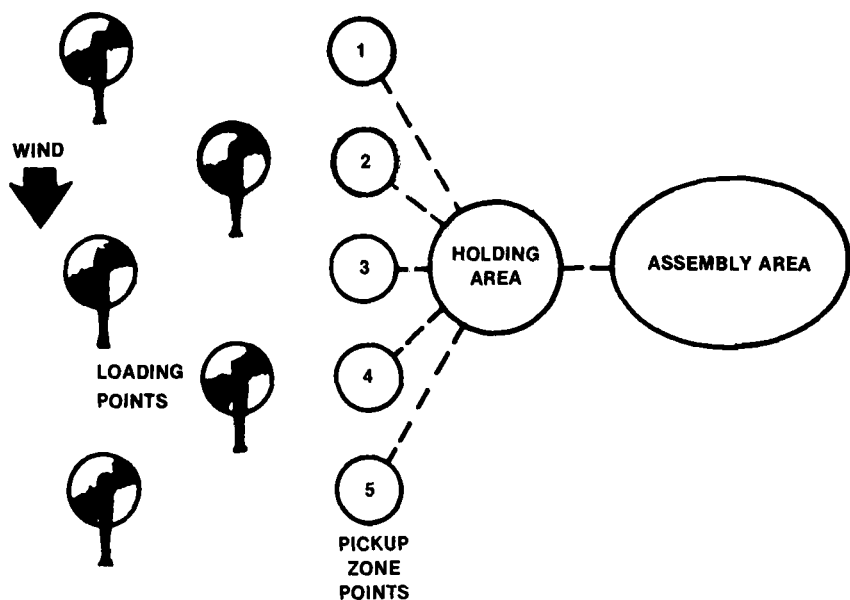 WIND
LOADING
POINTS
1
2
3
4
5
PICKUP
ZONE
POINTS
HOLDING
AREA
ASSEMBLY AREA